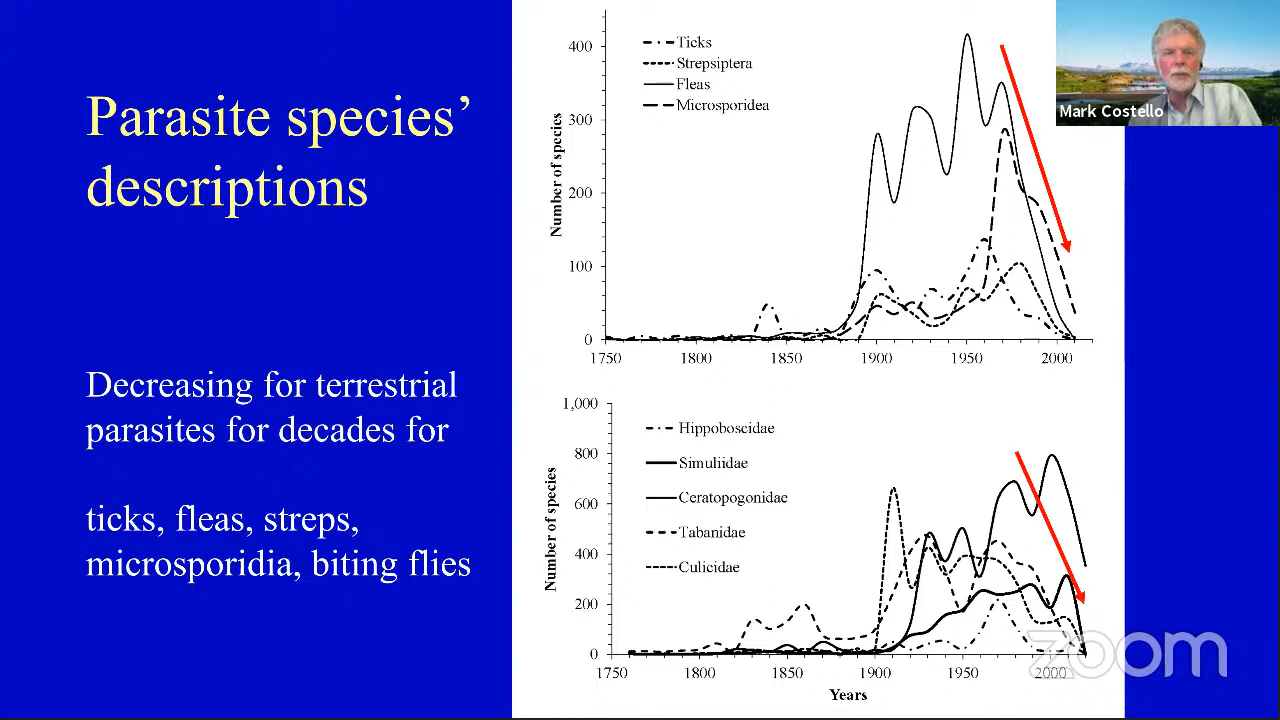 Parasite species’
descriptions
Decreasing for terrestrial
parasites for decades for
ticks, fleas, streps,
microsporidia, biting flies
Number of species
400
300
200
100
0
Ticks
Strepsiptera
Fleas
Microsporidea
1750
1800
1850
1900
1950
2000
Number of species
1,000
800
600
400
200
0
Hippoboscidae
Simuliidae
Ceratopogonidae
Tabanidae
Culicidae
1750
1800
1850
1900
1950
2000
Years
Mark Costello
zoom